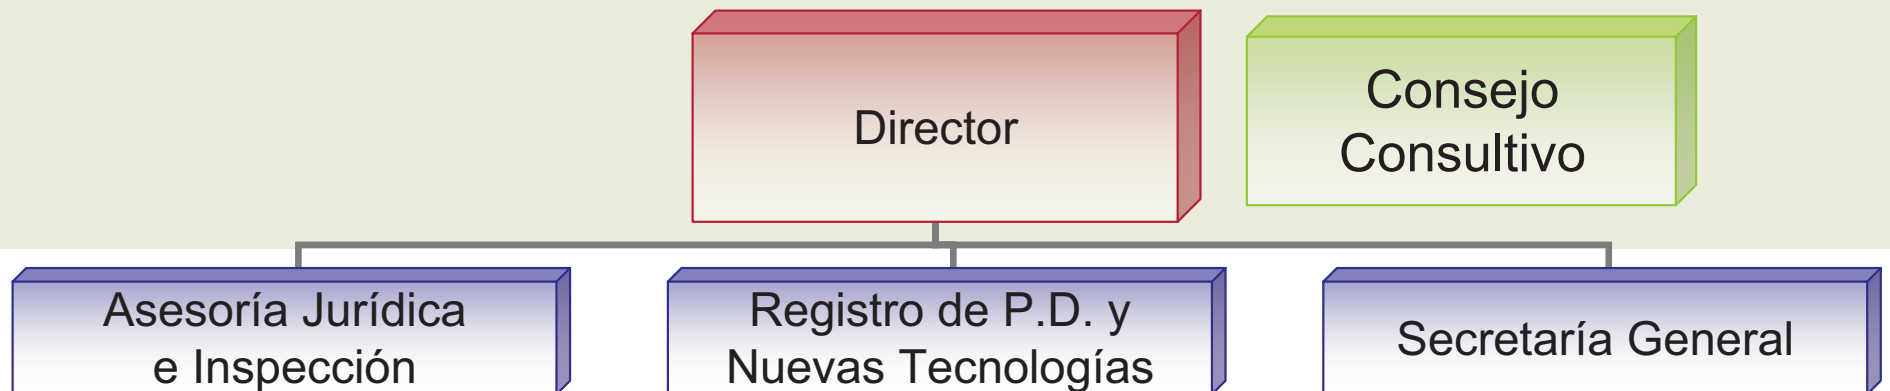 Director
Consejo
Consultivo
Asesoría Jurídica
e Inspección
Registro de P.D. y
Nuevas Tecnologías
Secretaría General